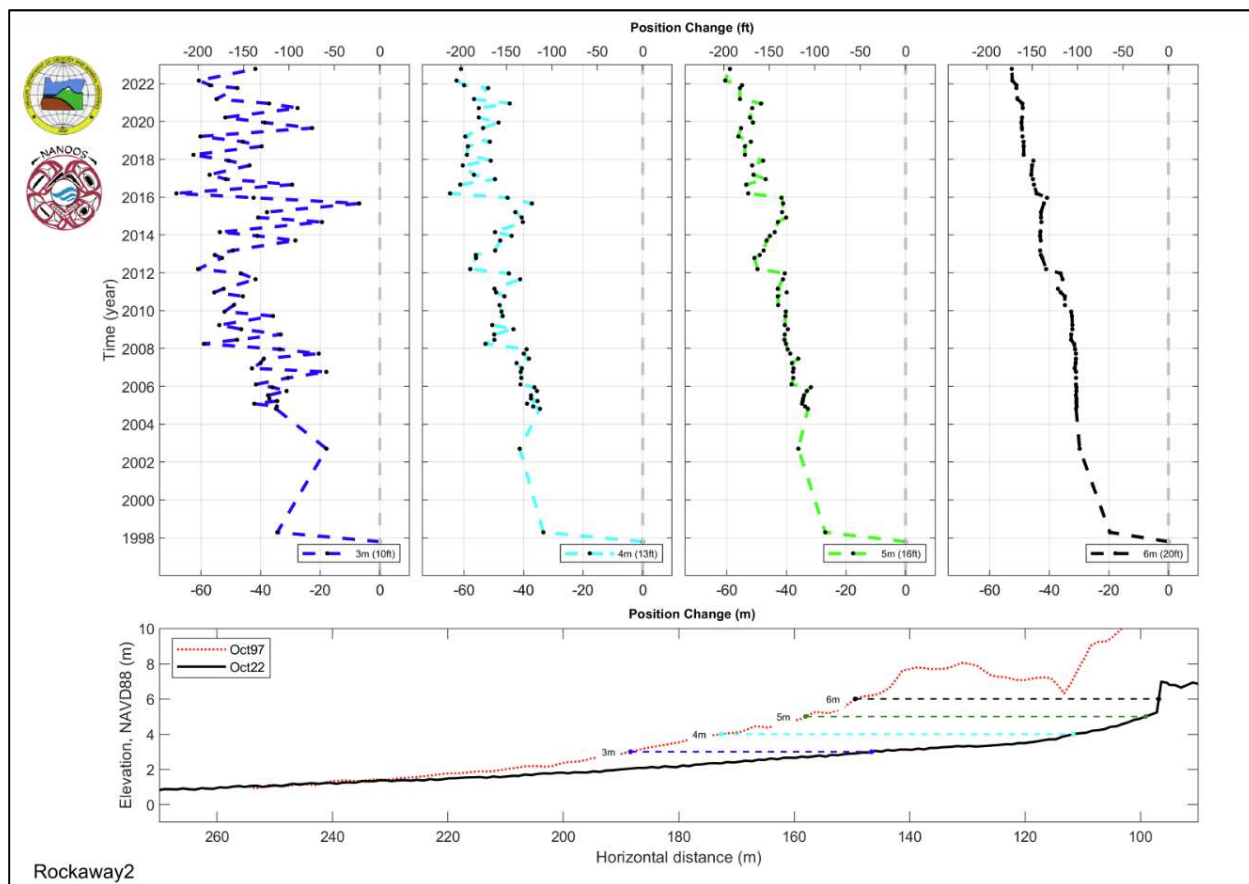 Position Change (ft)
-200 -150 -100 -50 0
-200 -150 -100 -50 0
-200 -150 -100 -50 0
-200 -150 -100 -50 0
NANOOS
Time (year)
2022
2020
2018
2016
2014
2012
2010
2008
2006
2004
2002
2000
1998
3m (10ft)
4m (13ft)
5m (16ft)
6m (20ft)
-60 -40 -20 0
-60 -40 -20 0
-60 -40 -20 0
-60 -40 -20 0
Position Change (m)
Elevation, NAVD88 (m)
10
8
6
4
2
0
Oct97
Oct22
6m
5m
4m
3m
260 240 220 200 180 160 140 120 100
Horizontal distance (m)
Rockaway2